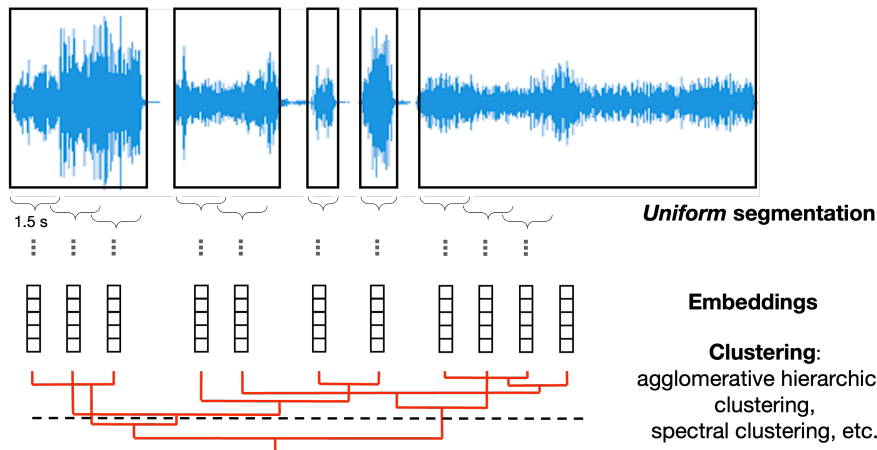 1.5 s
Uniform segmentation
Embeddings
Clustering:
agglomerative hierarchic
clustering,
spectral clustering, etc.